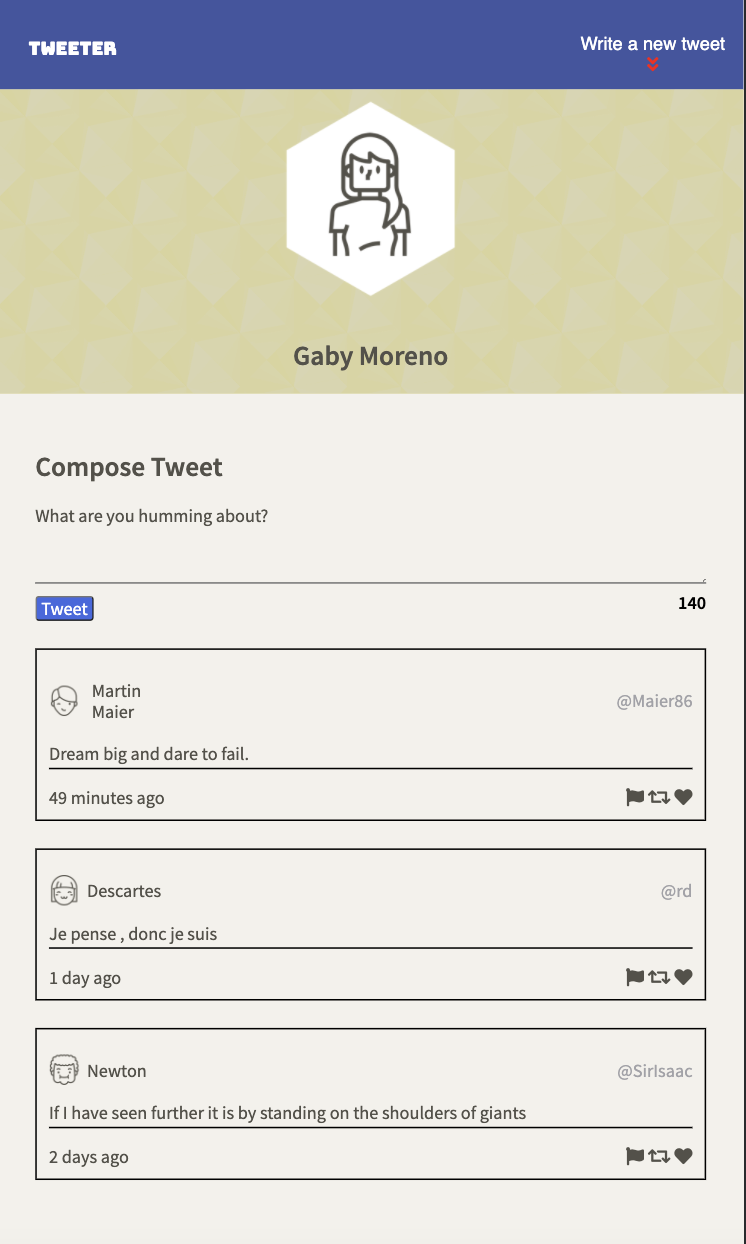 TWEETER
Write a new tweet
Gaby Moreno
Compose Tweet
What are you humming about?
Tweet
140
Martin
Maier
@Maier86
Dream big and dare to fail.
49 minutes ago
Descartes
@rd
Je pense , donc je suis
1 day ago
Newton
@SirIsaac
If I have seen further it is by standing on the shoulders of giants
2 days ago